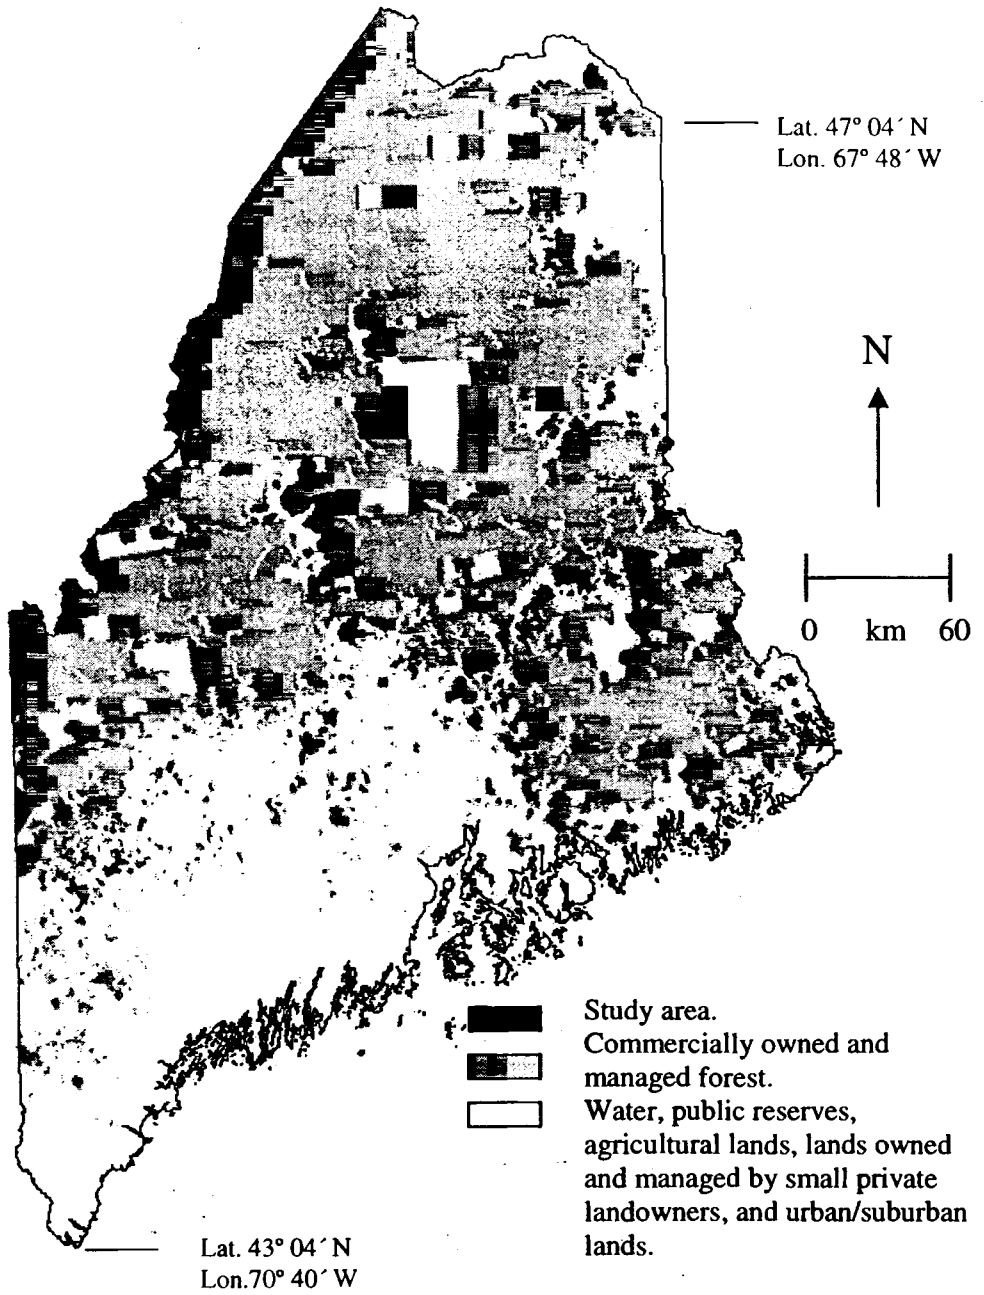 Lat. 47° 04´ N
Lon. 67° 48´ W
N
0 km 60
Study area.
Commercially owned and
managed forest.
Water, public reserves,
agricultural lands, lands owned
and managed by small private
landowners, and urban/suburban
lands.
Lat. 43° 04´ N
Lon.70° 40´ W